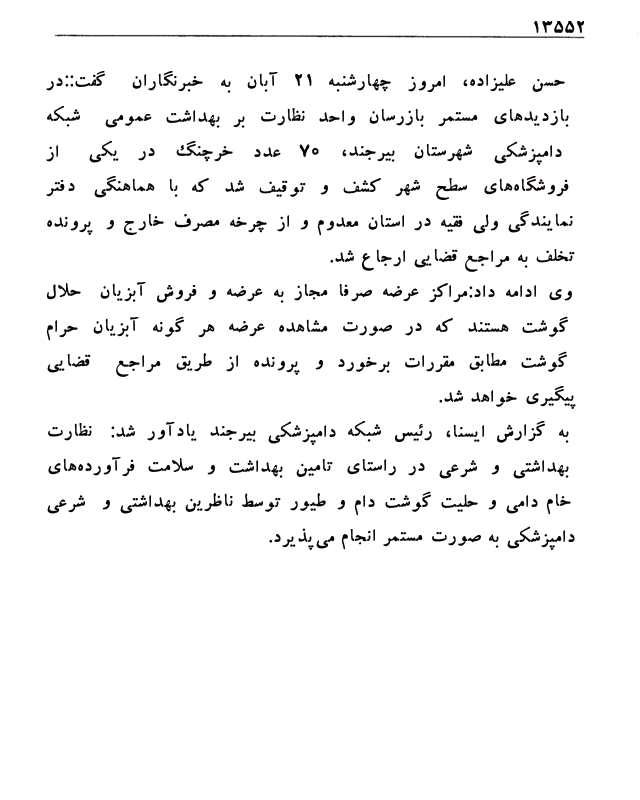 ۱۳۵۵۲
حسن علیزاده، امروز چهارشنبه ۲۱ آبان به خبرنگاران گفت::در
بازدیدهای مستمر بازرسان واحد نظارت بر بهداشت عمومی شبکه
دامپزشکی شهرستان بیرجند، ۷۰ عدد خرچنگ در یکی از
فروشگاه‌های سطح شهر کشف و توقیف شد که با هماهنگی دفتر
نمایندگی ولی فقیه در استان معدوم و از چرخه مصرف خارج و پرونده
تخلف به مراجع قضایی ارجاع شد.
وی ادامه داد:مراکز عرضه صرفا مجاز به عرضه و فروش آبزیان حلال
گوشت هستند که در صورت مشاهده عرضه هر گونه آبزیان حرام
گوشت مطابق مقررات برخورد و پرونده از طریق مراجع قضایی
پیگیری خواهد شد.
به گزارش ایسنا، رئیس شبکه دامپزشکی بیرجند یادآور شد: نظارت
بهداشتی و شرعی در راستای تامین بهداشت و سلامت فرآورده‌های
خام دامی و حلیت گوشت دام و طیور توسط ناظرین بهداشتی و شرعی
دامپزشکی به صورت مستمر انجام می‌پذیرد.